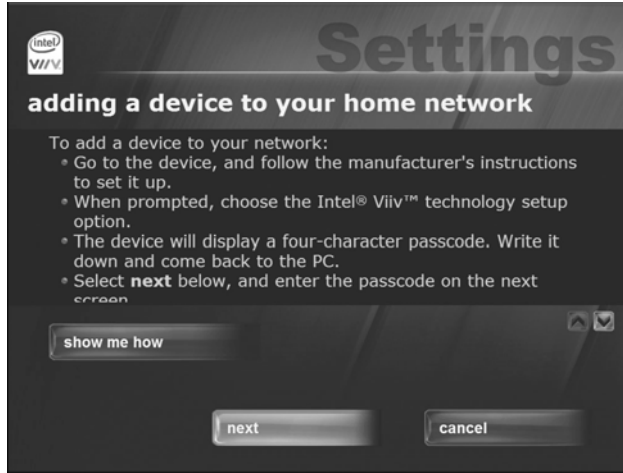 intel
VIIV
Settings
adding a device to your home network
To add a device to your network:
• Go to the device, and follow the manufacturer's instructions
to set it up.
• When prompted, choose the Intel® Viiv™ technology setup
option.
• The device will display a four-character passcode. Write it
down and come back to the PC.
• Select next below, and enter the passcode on the next
screen
show me how
next
cancel